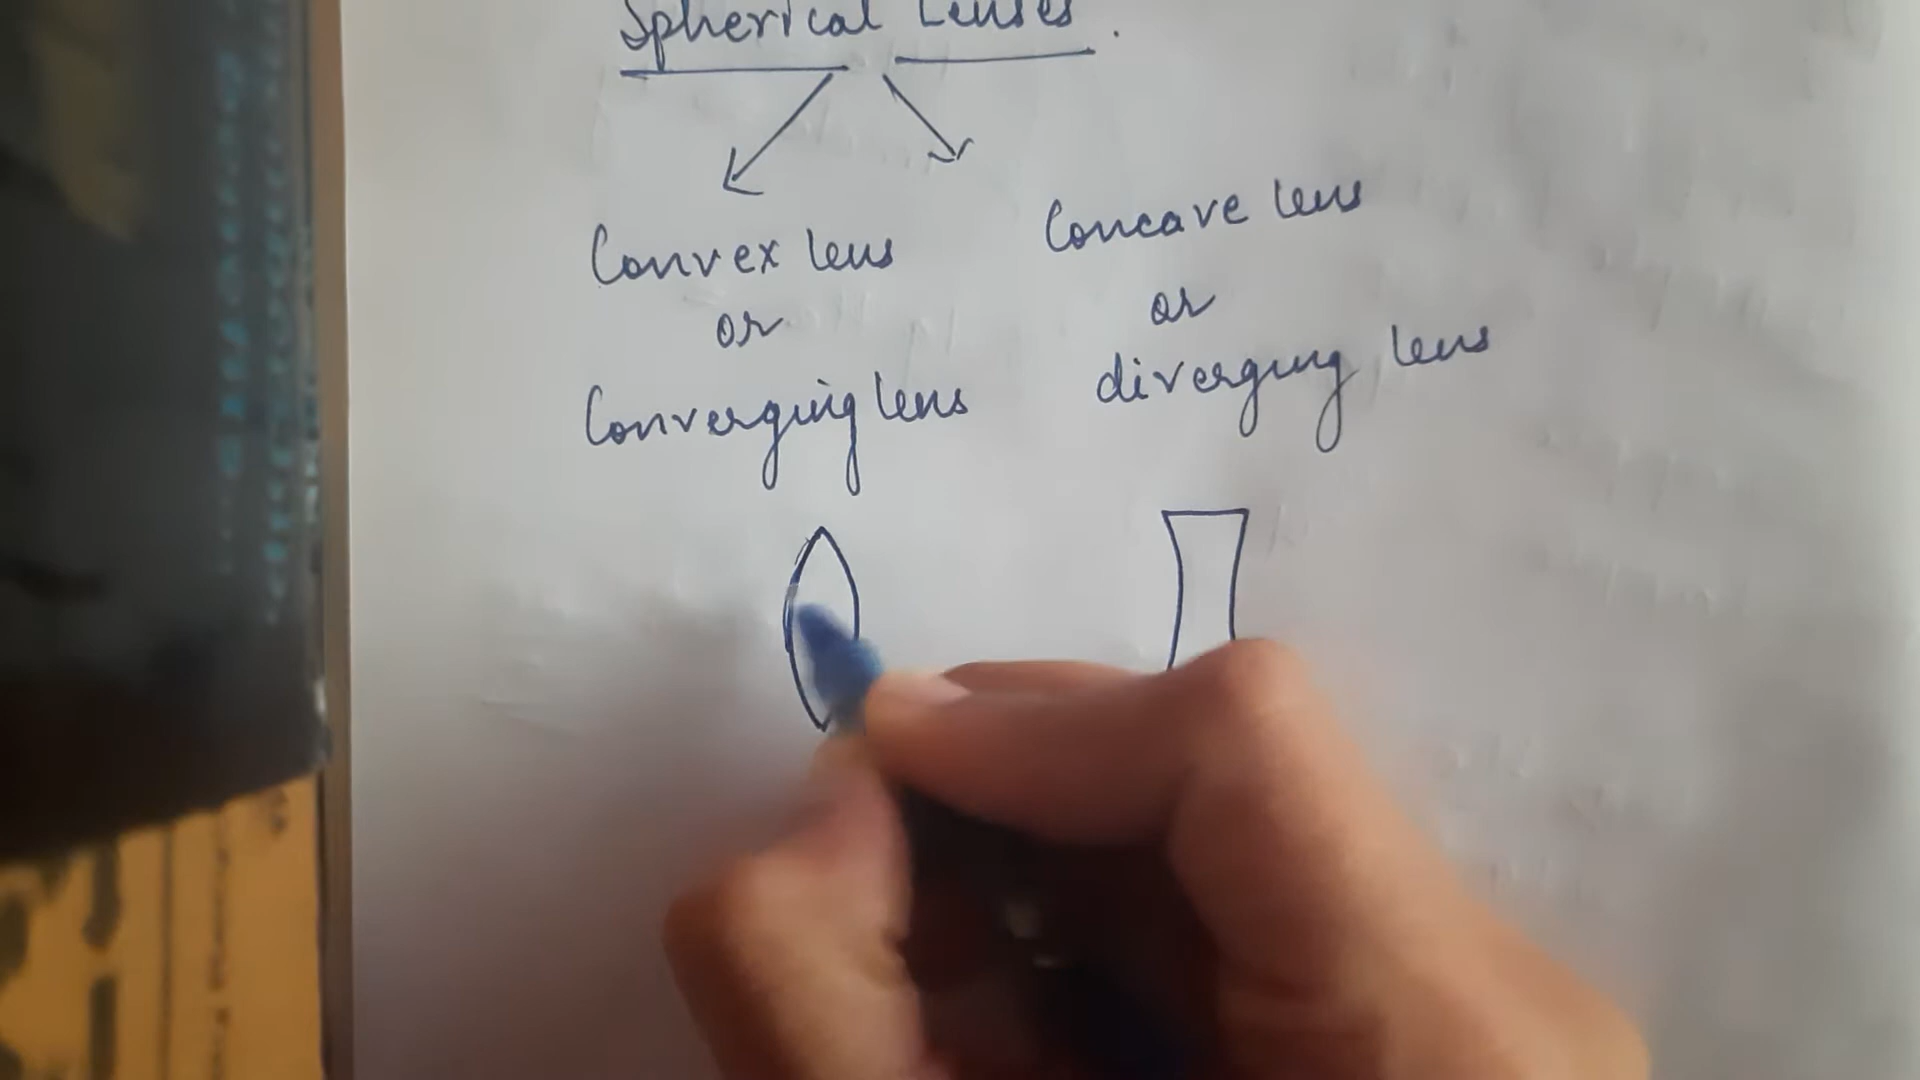 Spherical Lenses.
Convex lens
or
Converging lens
Concave lens
or
diverging lens